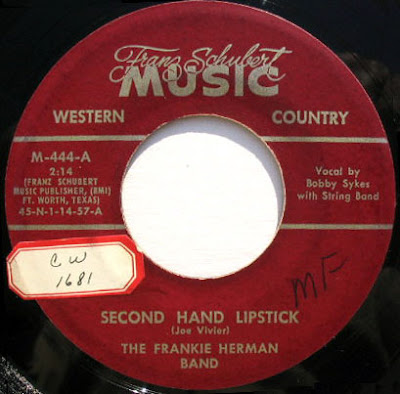 Franz Schubert
MUSIC
WESTERN COUNTRY
M-444-A
2:14
(FRANZ SCHUBERT
MUSIC PUBLISHER, (BMI)
FT. WORTH, TEXAS)
45-N-1-14-57-A
Vocal by
Bobby Sykes
with String Band
CW
1681
MF
SECOND HAND LIPSTICK
(Joe Vivier)
THE FRANKIE HERMAN
BAND